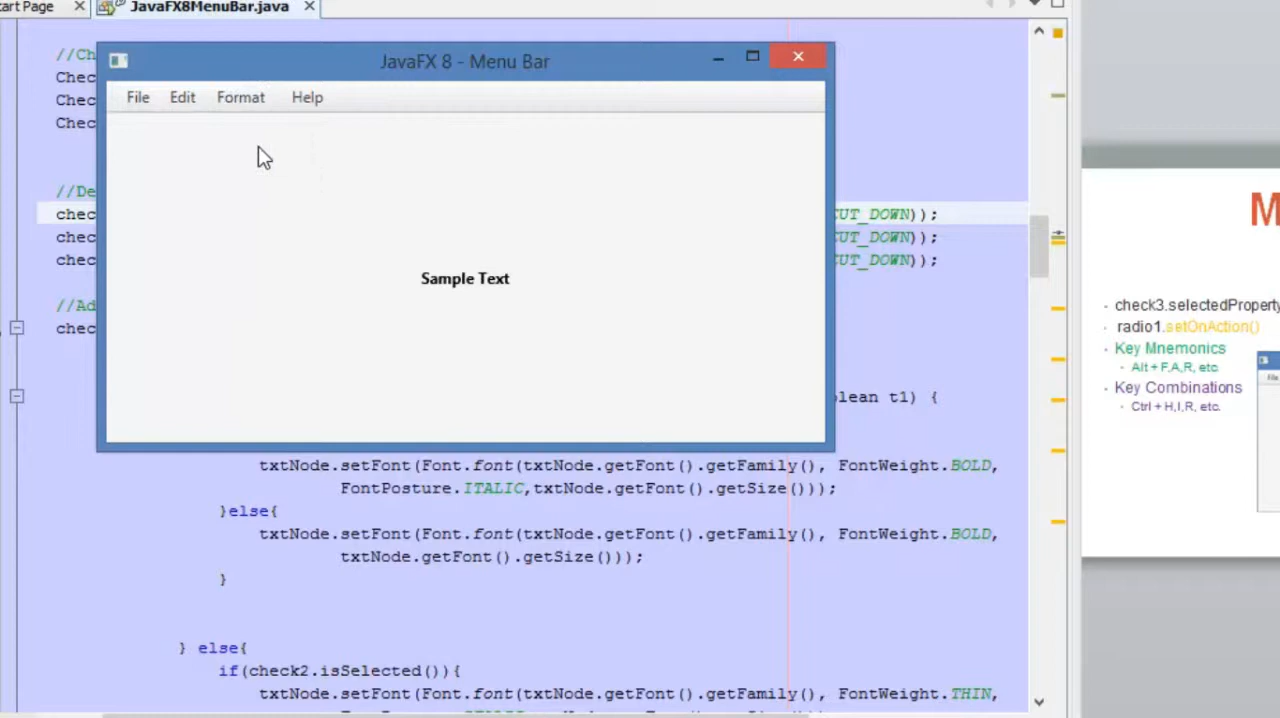 art Page
JavaFX8MenuBar.java
//Ch
Chec
Chec
Chec
//De
chec
chec
chec
//Ad
chec
JavaFX 8 - Menu Bar
File Edit Format Help
Sample Text
CUT_DOWN));
CUT_DOWN));
CUT_DOWN));
olean t1) {
txtNode.setFont(Font.font(txtNode.getFont().getFamily(), FontWeight.BOLD,
FontPosture.ITALIC,txtNode.getFont().getSize()));
}else{
txtNode.setFont(Font.font(txtNode.getFont().getFamily(), FontWeight.BOLD,
txtNode.getFont().getSize()));
}
} else{
if(check2.isSelected()){
txtNode.setFont(Font.font(txtNode.getFont().getFamily(), FontWeight.THIN,
M
· check3.selectedProperty
· radio1.setOnAction()
· Key Mnemonics
· Alt + F,A,R, etc.
· Key Combinations
· Ctrl + H,I,R, etc.